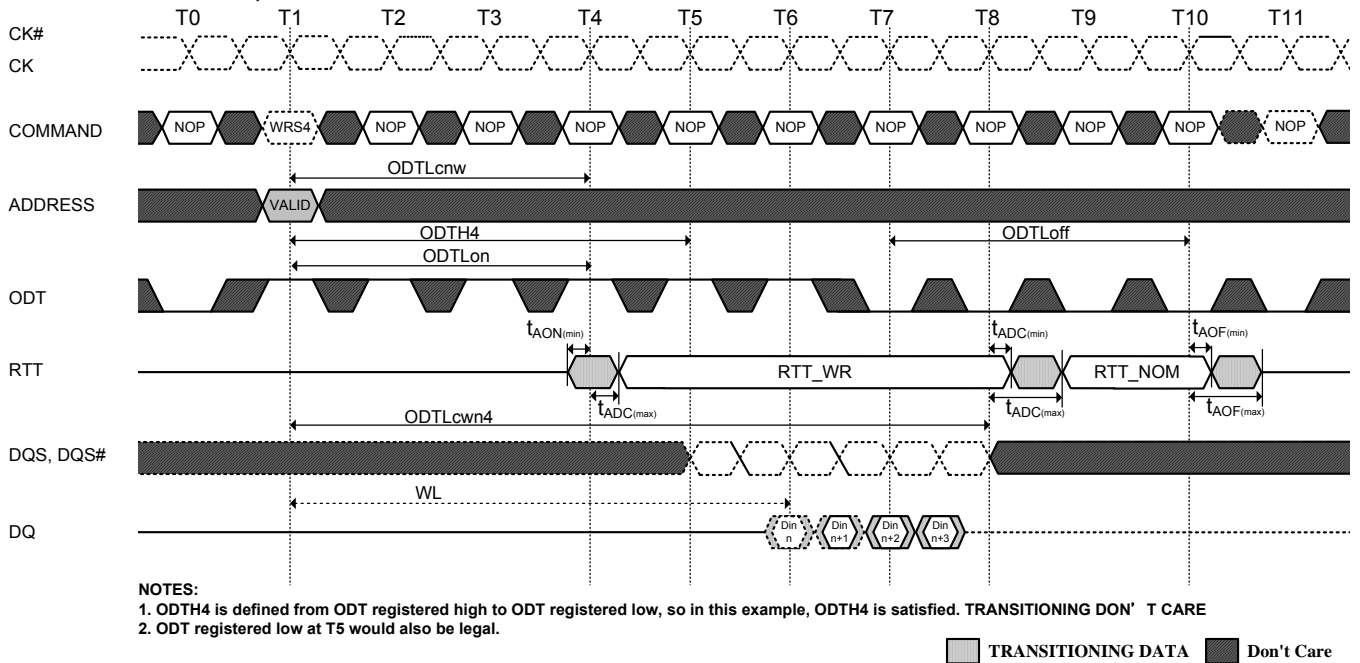 T0 T1 T2 T3 T4 T5 T6 T7 T8 T9 T10 T11
CK#
CK
COMMAND NOP WRS4 NOP NOP NOP NOP NOP NOP NOP NOP NOP NOP
ODTLcnw
ADDRESS VALID
ODTH4 ODTLoff
ODTLon
ODT
tAON(min) tADC(min) tAOF(min)
RTT RTT_WR RTT_NOM
tADC(max) tADC(max) tAOF(max)
ODTLcwn4
DQS, DQS#
WL
DQ Din n Din n+1 Din n+2 Din n+3
NOTES:
1. ODTH4 is defined from ODT registered high to ODT registered low, so in this example, ODTH4 is satisfied. TRANSITIONING DON’ T CARE
2. ODT registered low at T5 would also be legal.
TRANSITIONING DATA Don't Care